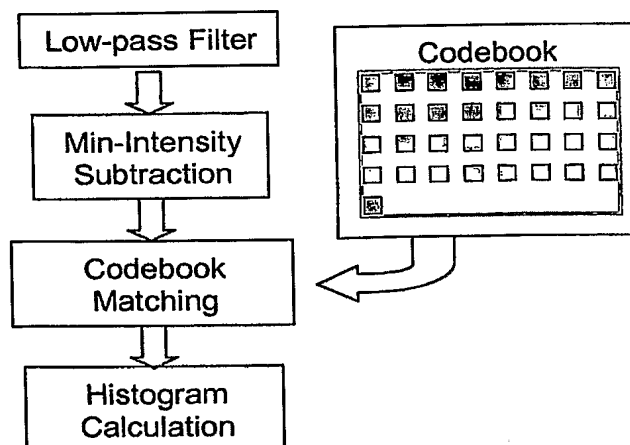 Low-pass Filter
Min-Intensity
Subtraction
Codebook
Matching
Histogram
Calculation
Codebook